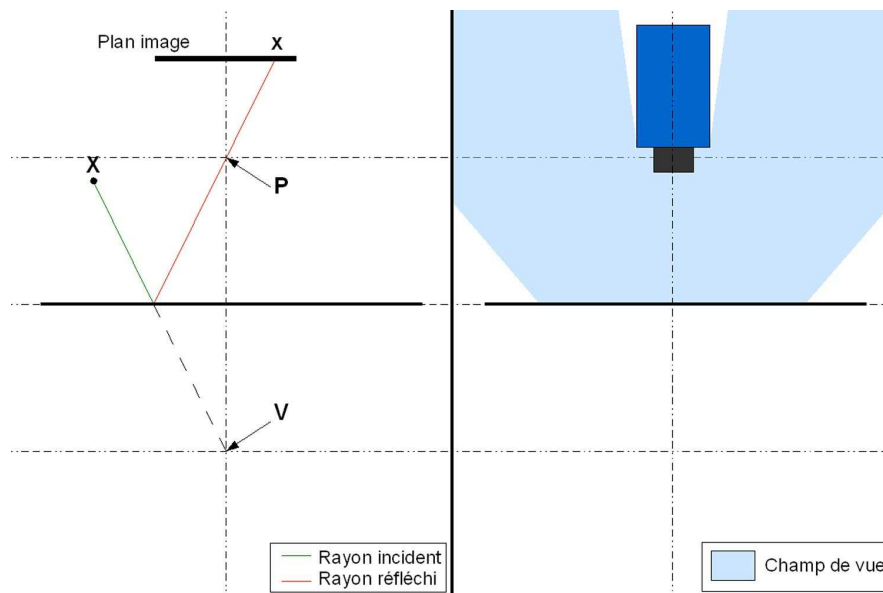 Plan image
x
X
P
V
Rayon incident
Rayon réfléchi
Champ de vue